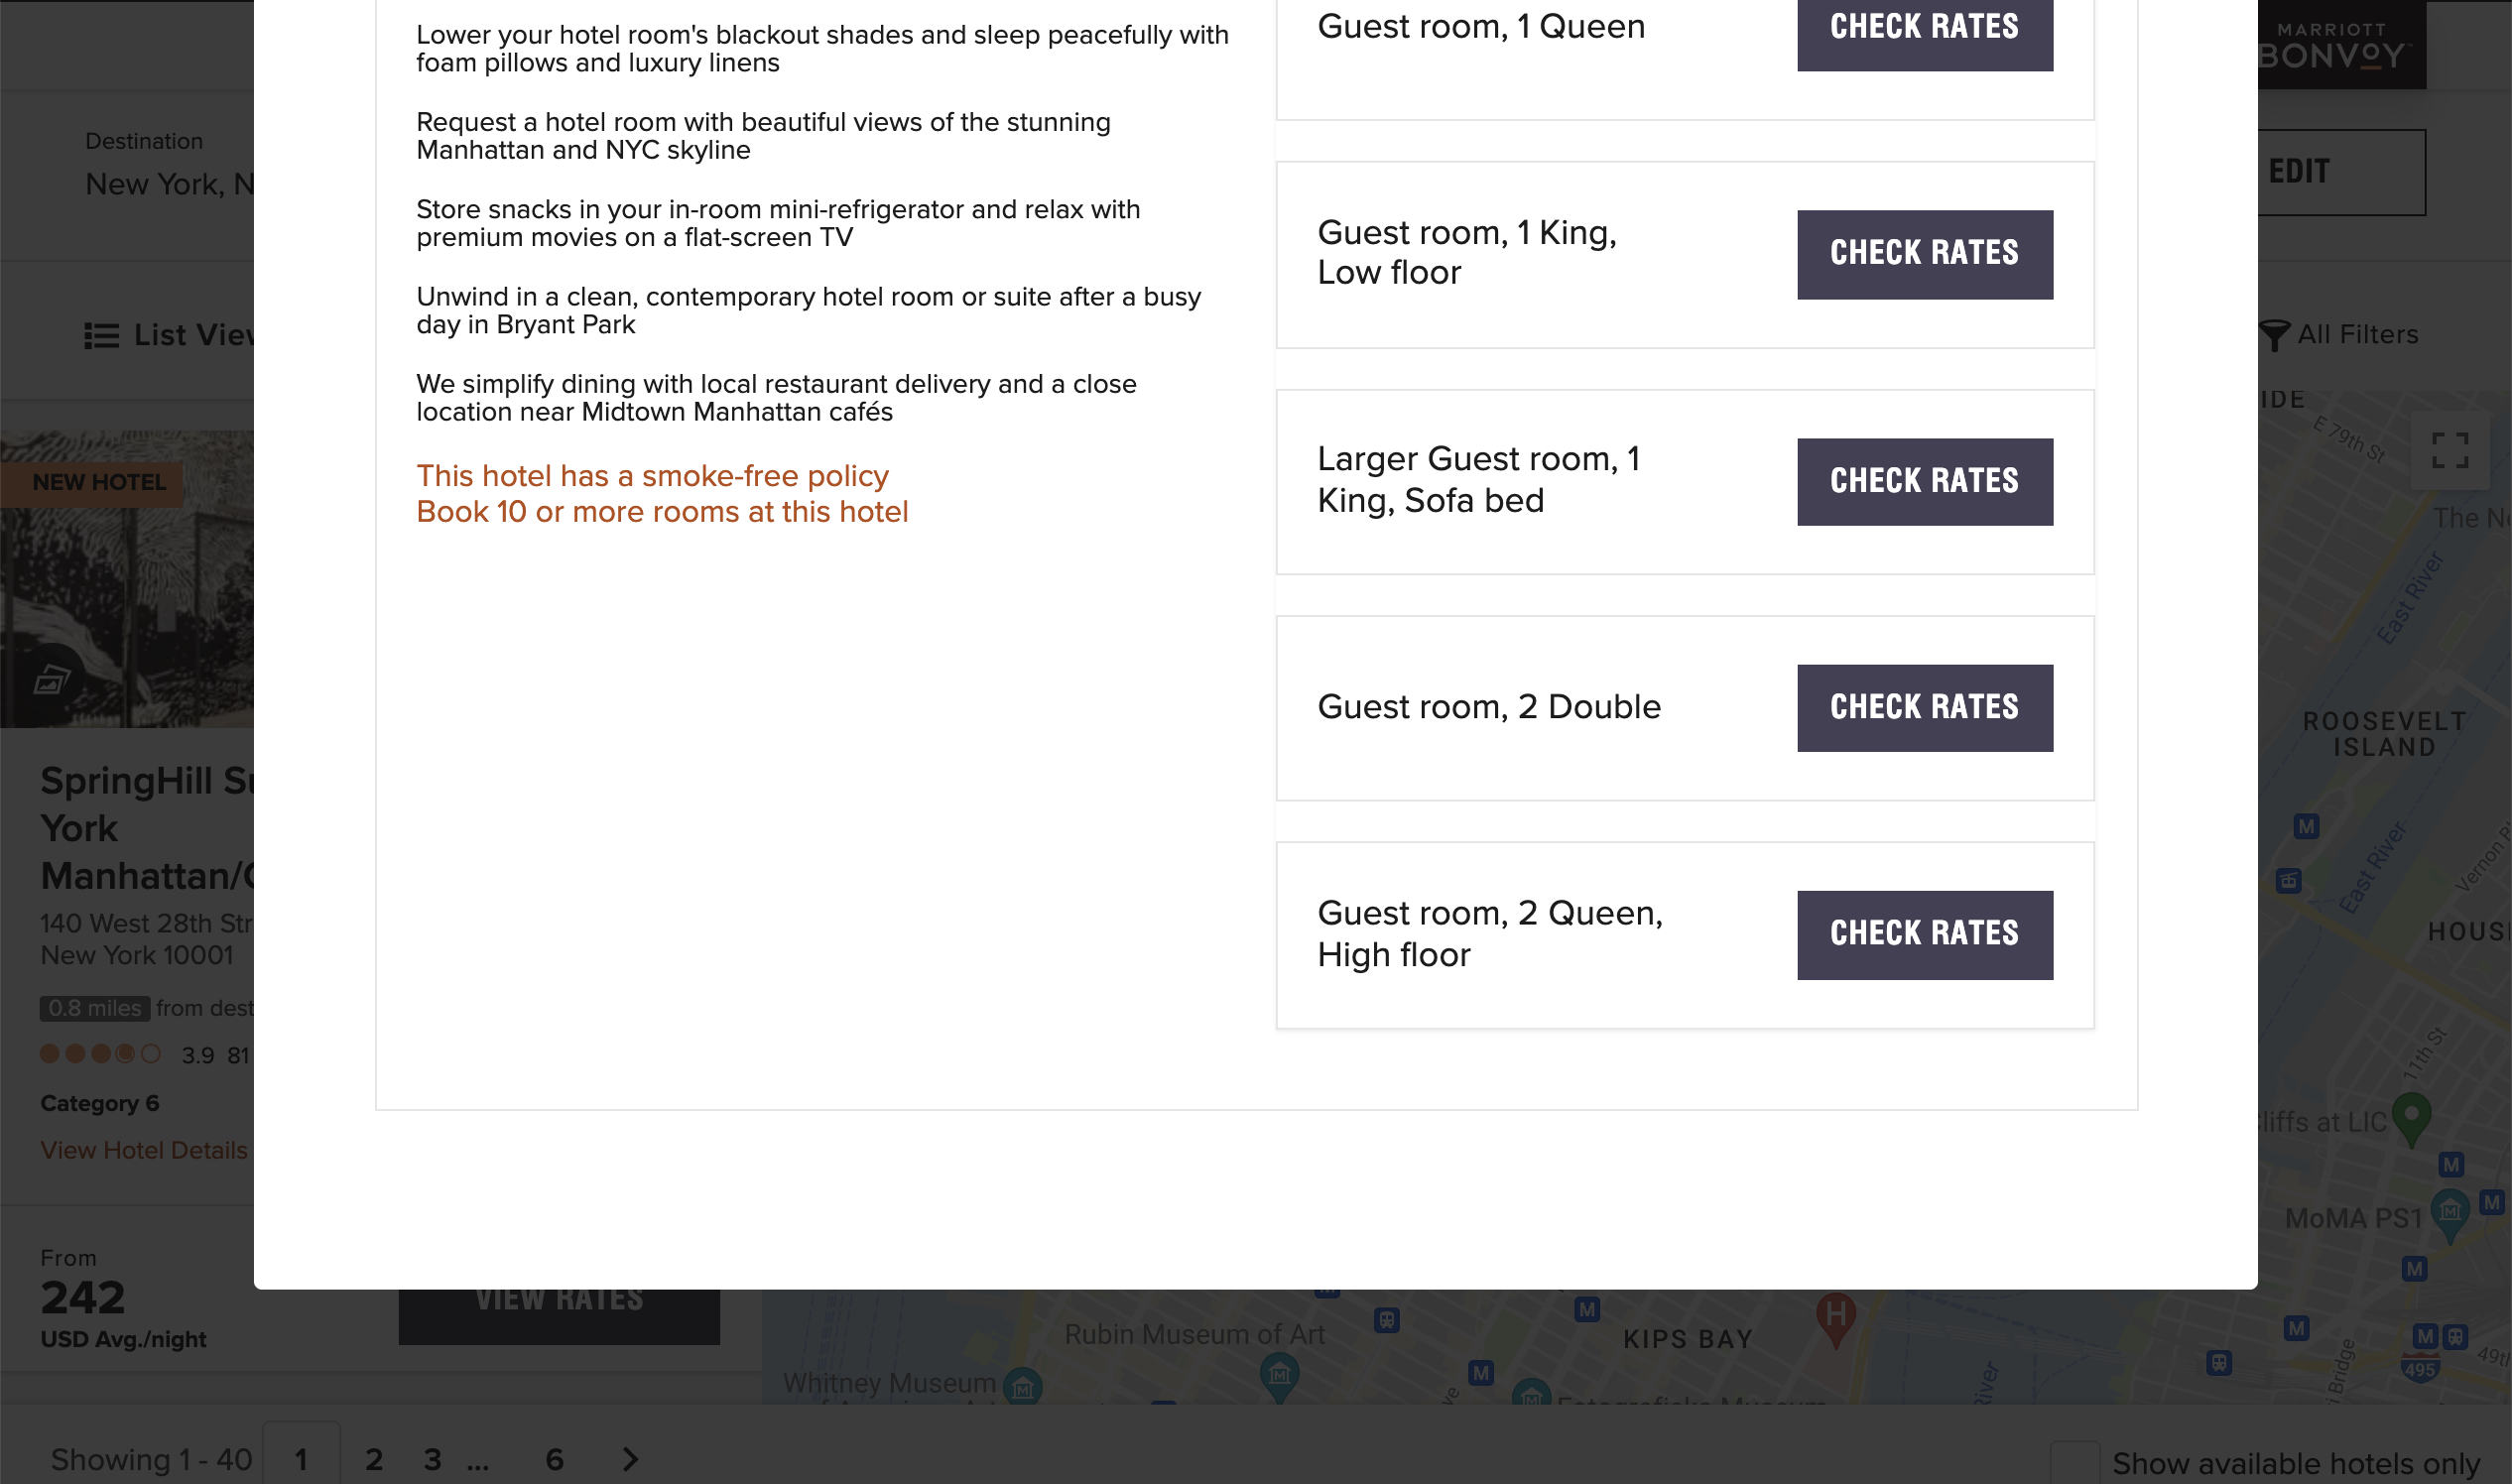 Lower your hotel room's blackout shades and sleep peacefully with
foam pillows and luxury linens
Request a hotel room with beautiful views of the stunning
Manhattan and NYC skyline
Store snacks in your in-room mini-refrigerator and relax with
premium movies on a flat-screen TV
Unwind in a clean, contemporary hotel room or suite after a busy
day in Bryant Park
We simplify dining with local restaurant delivery and a close
location near Midtown Manhattan cafés
This hotel has a smoke-free policy
Book 10 or more rooms at this hotel
Guest room, 1 Queen
CHECK RATES
Guest room, 1 King,
Low floor
CHECK RATES
Larger Guest room, 1
King, Sofa bed
CHECK RATES
Guest room, 2 Double
CHECK RATES
Guest room, 2 Queen,
High floor
CHECK RATES
MARRIOTT
BONVOY
Destination
New York, N
EDIT
List View
All Filters
NEW HOTEL
SpringHill Su
York
Manhattan/C
140 West 28th Str
New York 10001
0.8 miles from dest
3.9 81
Category 6
View Hotel Details
From
242
USD Avg./night
VIEW RATES
IDE
E 79th St
The N
East River
ROOSEVELT
ISLAND
M
East River
Vernon
HOUS
11th St
liffs at LIC
M
MoMA PS1
M
M
M
M
495
49th
Bridge
River
H
M
KIPS BAY
M
Rubin Museum of Art
Whitney Museum
Fotografiska Museum
Showing 1 - 40
1 2 3 ... 6
Show available hotels only